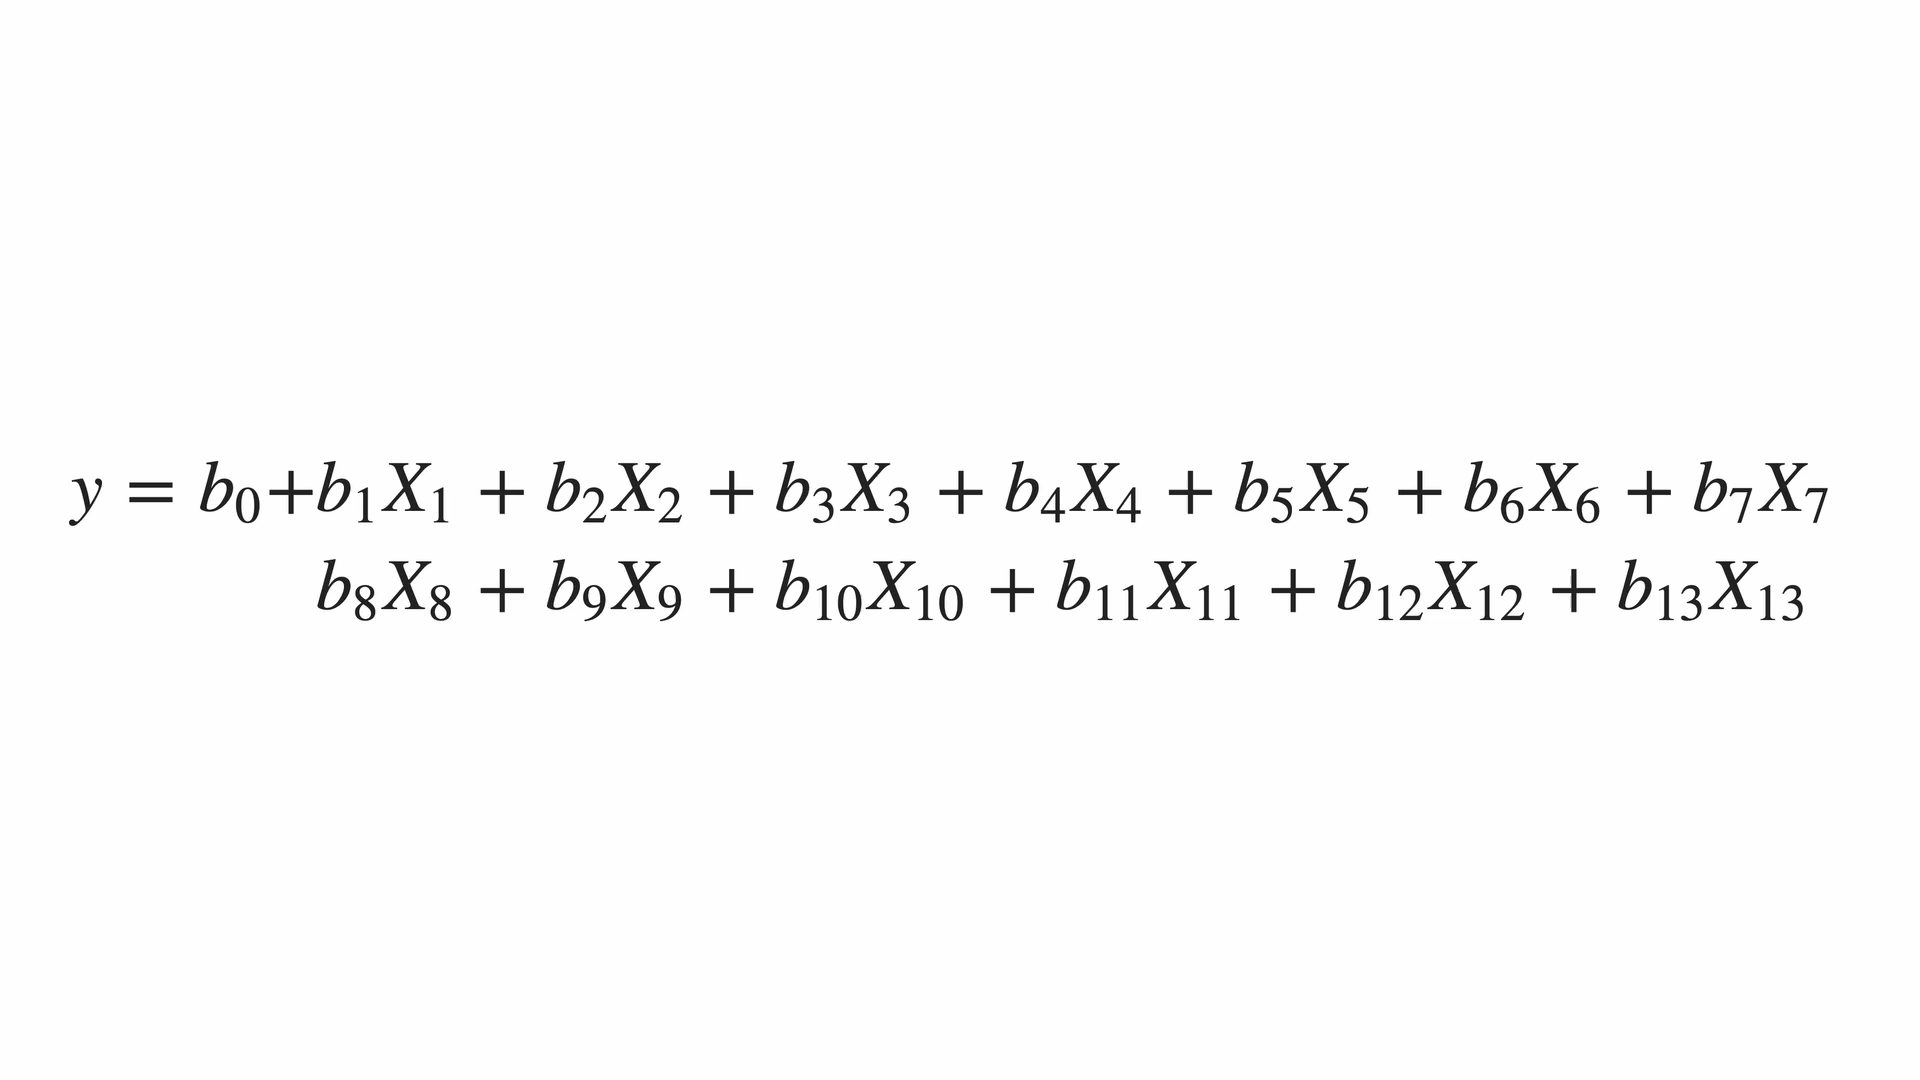 y = b₀+b₁X₁ + b₂X₂ + b₃X₃ + b₄X₄ + b₅X₅ + b₆X₆ + b₇X₇
b₈X₈ + b₉X₉ + b₁₀X₁₀ + b₁₁X₁₁ + b₁₂X₁₂ + b₁₃X₁₃